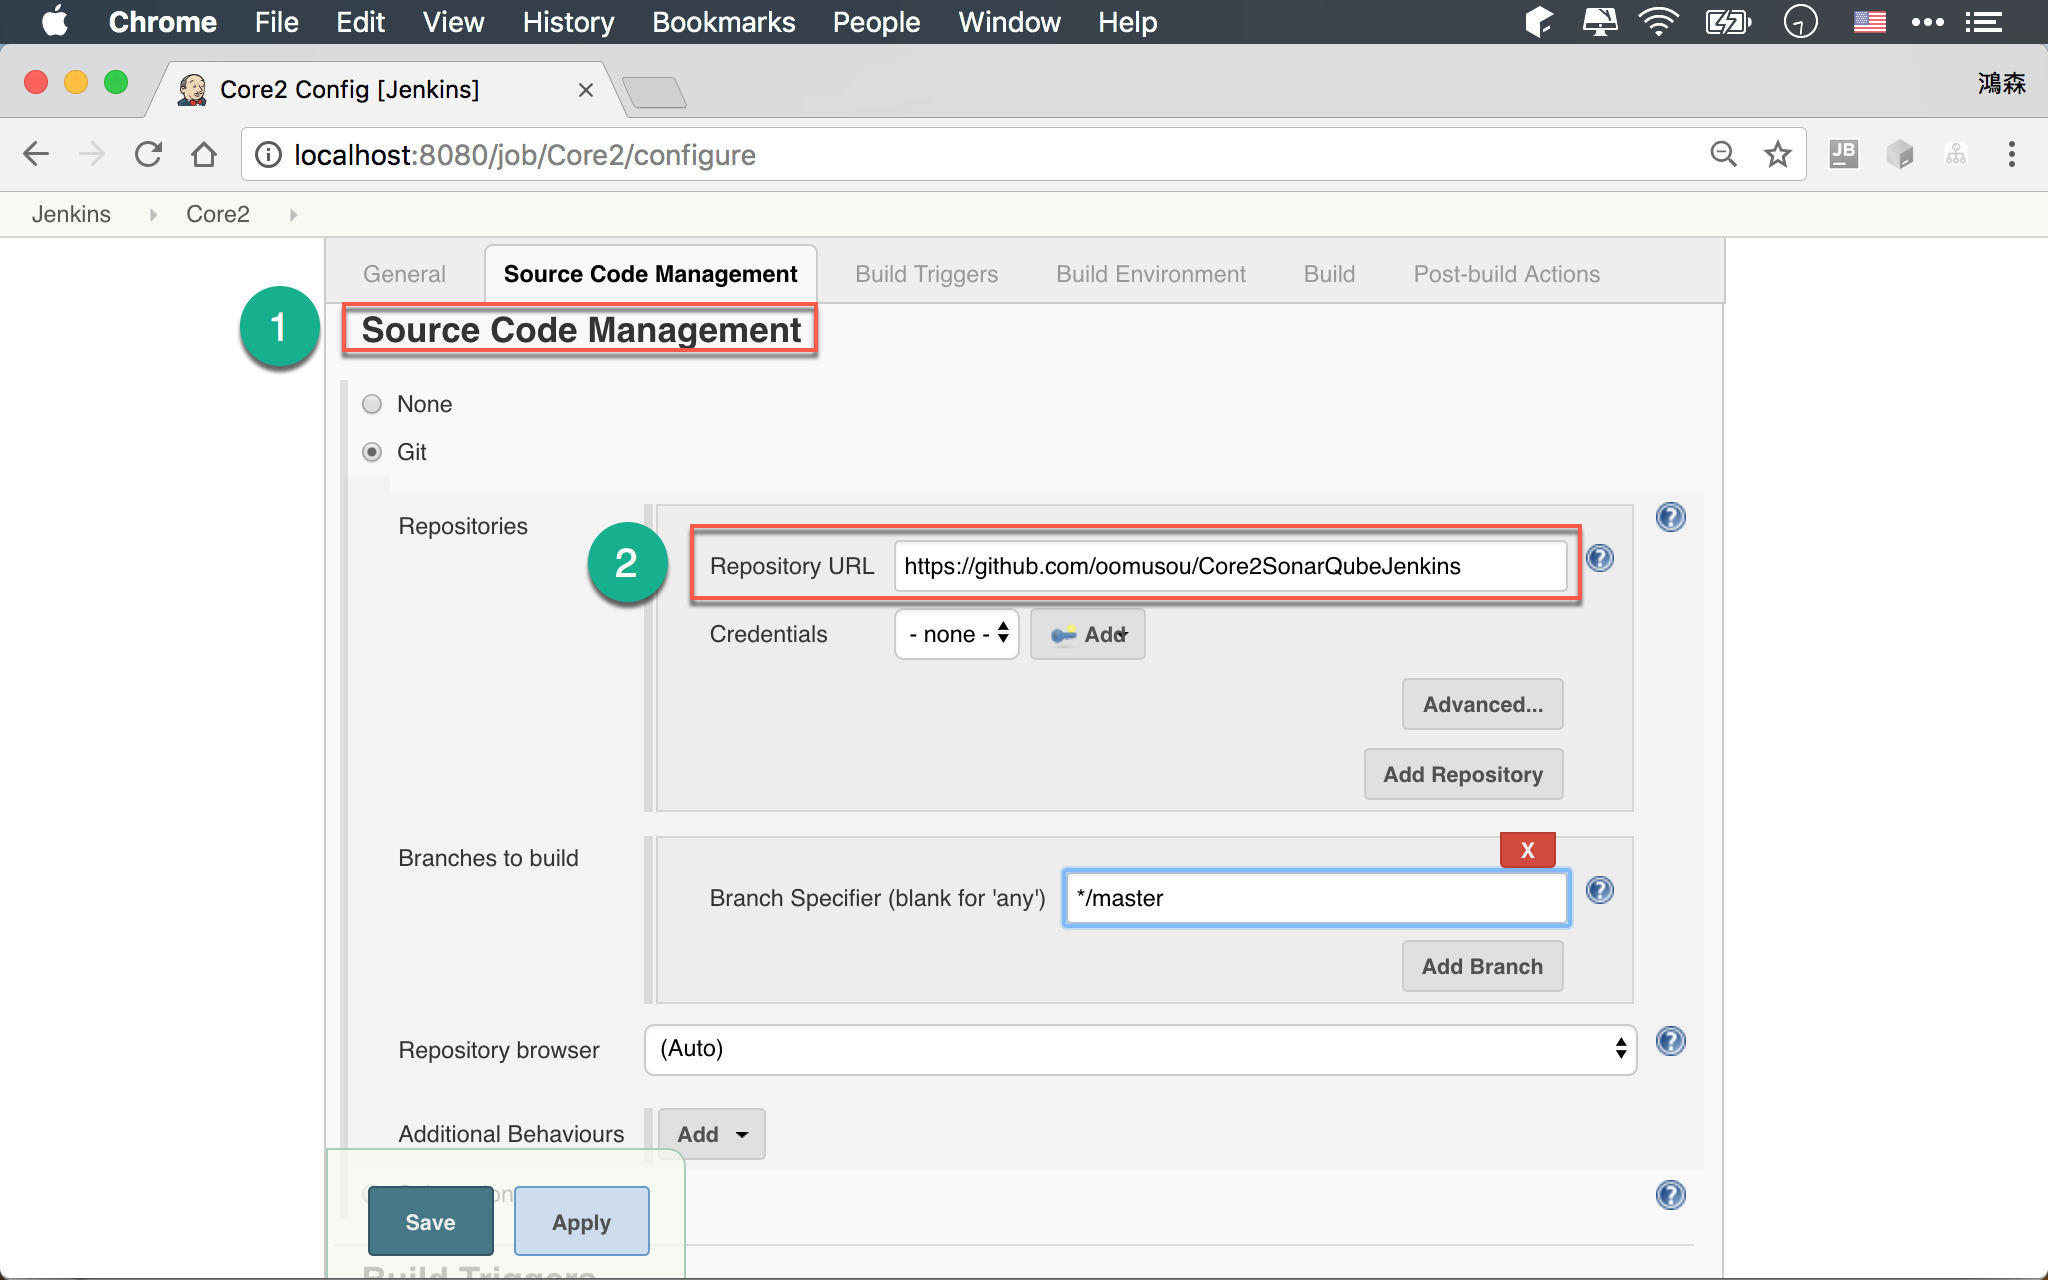 Chrome File Edit View History Bookmarks People Window Help
Core2 Config [Jenkins]
鴻森
localhost:8080/job/Core2/configure
JB
Jenkins Core2
General Source Code Management Build Triggers Build Environment Build Post-build Actions
1
Source Code Management
None
Git
Repositories
2
Repository URL https://github.com/oomusou/Core2SonarQubeJenkins
Credentials - none - Add
Advanced...
Add Repository
Branches to build
X
Branch Specifier (blank for 'any') */master
Add Branch
Repository browser (Auto)
Additional Behaviours Add
Save Apply
Build Triggers